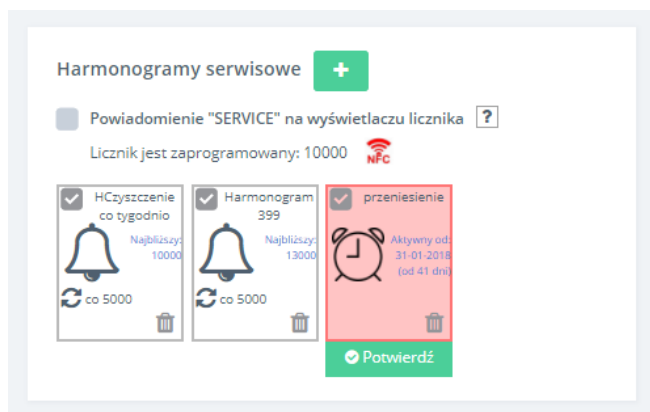 Harmonogramy serwisowe +
Powiadomienie "SERVICE" na wyświetlaczu licznika ?
Licznik jest zaprogramowany: 10000 NFC
HCzyszczenie
co tygodnio
Najbliższy:
10000
co 5000
Harmonogram
399
Najbliższy:
13000
co 5000
przeniesienie
Aktywny od:
31-01-2018
(od 41 dni)
Potwierdź